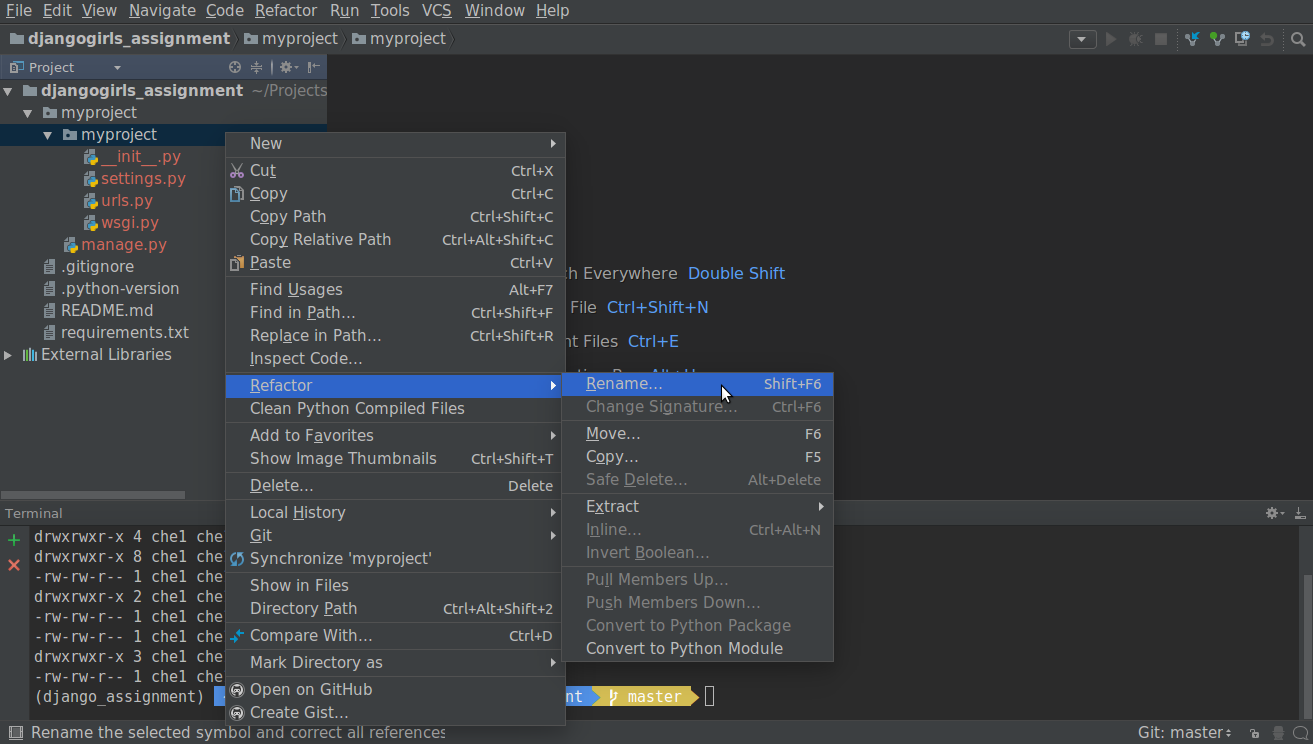 File Edit View Navigate Code Refactor Run Tools VCS Window Help
djangogirls_assignment myproject myproject
Project
djangogirls_assignment ~/Projects
myproject
myproject
__init__.py
settings.py
urls.py
wsgi.py
manage.py
.gitignore
.python-version
README.md
requirements.txt
External Libraries
New
Cut Ctrl+X
Copy Ctrl+C
Copy Path Ctrl+Shift+C
Copy Relative Path Ctrl+Alt+Shift+C
Paste Ctrl+V
Find Usages Alt+F7
Find in Path... Ctrl+Shift+F
Replace in Path... Ctrl+Shift+R
Inspect Code...
Refactor
Clean Python Compiled Files
Add to Favorites
Show Image Thumbnails Ctrl+Shift+T
Delete... Delete
Local History
Git
Synchronize 'myproject'
Show in Files
Directory Path Ctrl+Alt+Shift+2
Compare With... Ctrl+D
Mark Directory as
Open on GitHub
Create Gist...
h Everywhere Double Shift
File Ctrl+Shift+N
nt Files Ctrl+E
Rename... Shift+F6
Change Signature... Ctrl+F6
Move... F6
Copy... F5
Safe Delete... Alt+Delete
Extract
Inline... Ctrl+Alt+N
Invert Boolean...
Pull Members Up...
Push Members Down...
Convert to Python Package
Convert to Python Module
Terminal
drwxrwxr-x 4 che1 che
drwxrwxr-x 8 che1 che
-rw-rw-r-- 1 che1 che
drwxrwxr-x 2 che1 che
-rw-rw-r-- 1 che1 che
-rw-rw-r-- 1 che1 che
drwxrwxr-x 3 che1 che
-rw-rw-r-- 1 che1 che
(django_assignment) nt master
Rename the selected symbol and correct all references Git: master